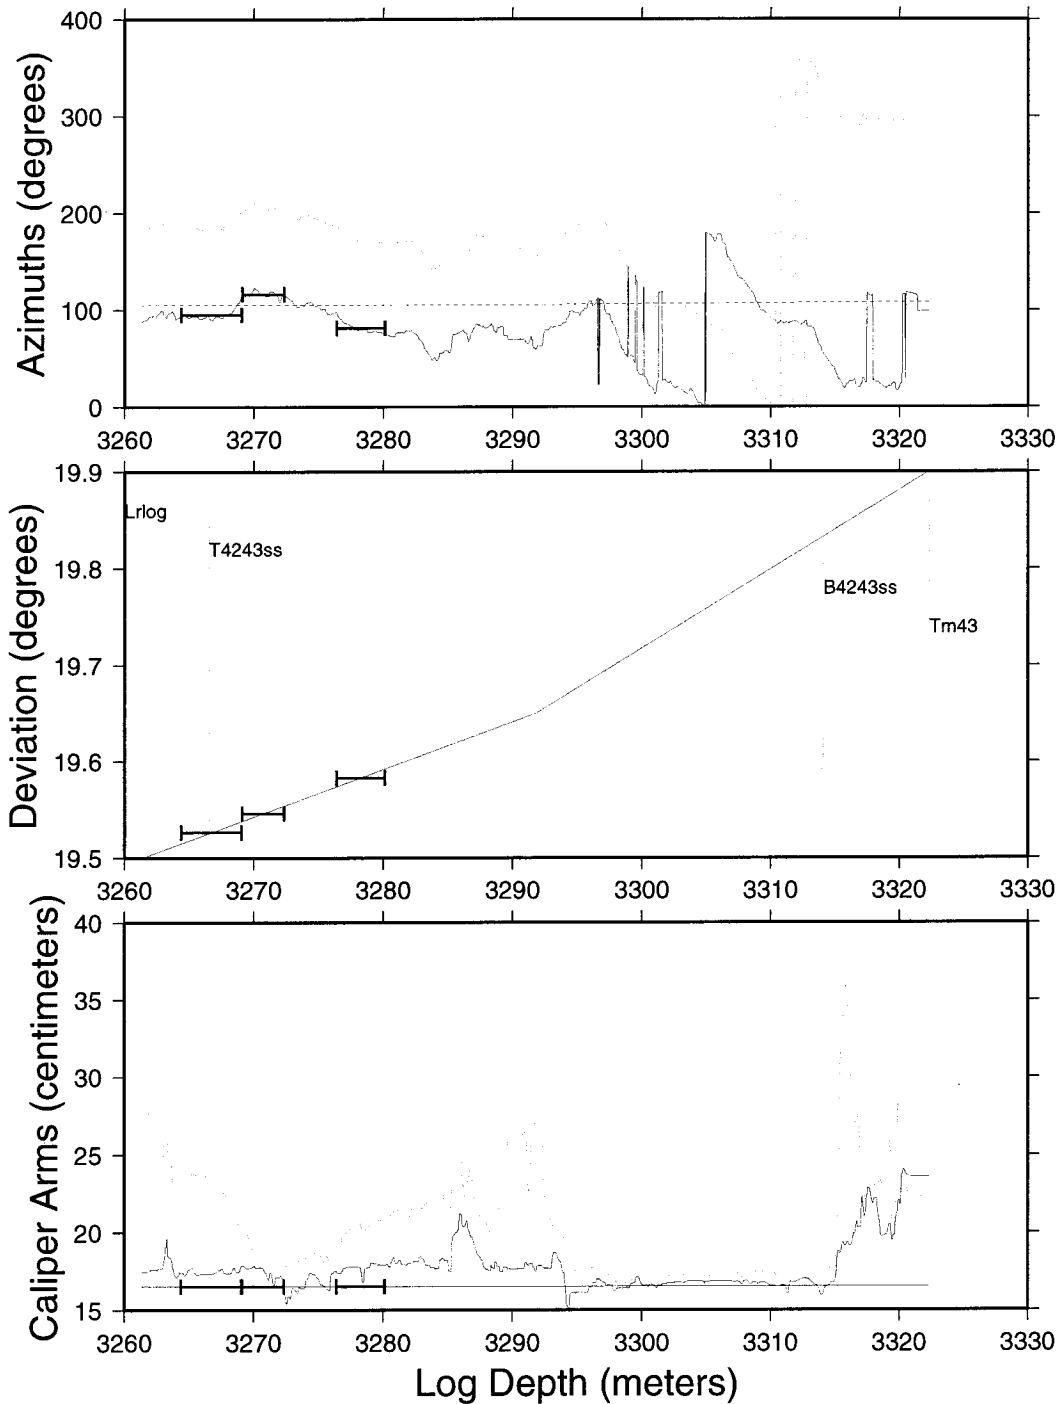 400
300
200
100
0
Azimuths (degrees)
3260 3270 3280 3290 3300 3310 3320 3330
19.9
19.8
19.7
19.6
19.5
Deviation (degrees)
Lrlog
T4243ss
B4243ss
Tm43
3260 3270 3280 3290 3300 3310 3320 3330
40
35
30
25
20
15
Caliper Arms (centimeters)
3260 3270 3280 3290 3300 3310 3320 3330
Log Depth (meters)